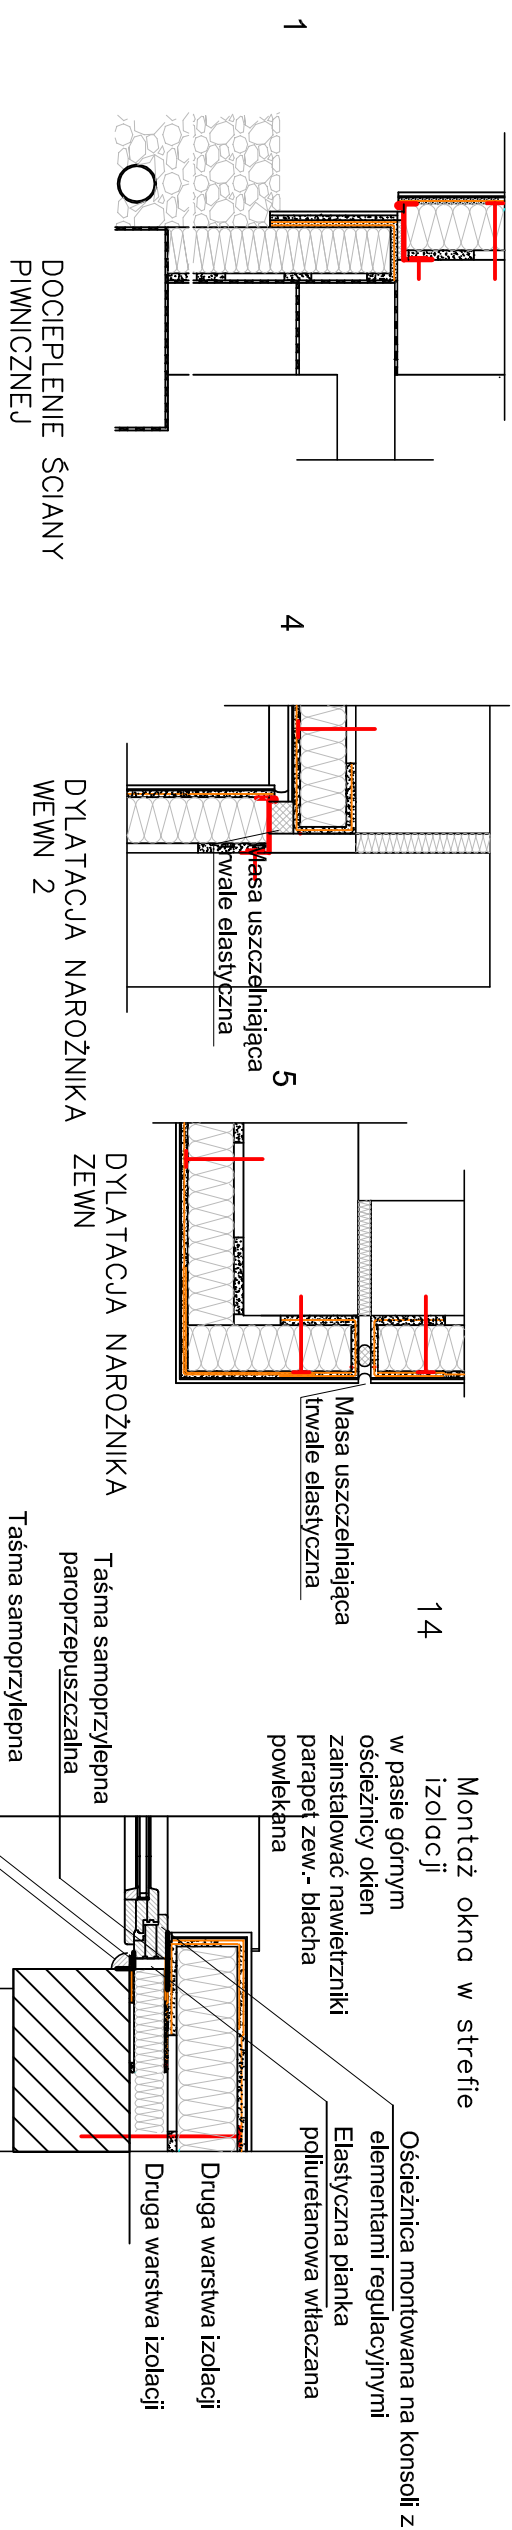 1
DOCIEPLENIE ŚCIANY
PIWNICZNEJ
4
Masa uszczelniająca
trwale elastyczna
DYLATACJA NAROŻNIKA
WEWN 2
5
Masa uszczelniająca
trwale elastyczna
DYLATACJA NAROŻNIKA
ZEWN
14
Montaż okna w strefie
izolacji
w pasie górnym
ościeżnicy okien
zainstalować nawietrzniki
parapet zew.- blacha
powlekana
Ościeżnica montowana na konsoli z
elementami regulacyjnymi
Elastyczna pianka
poliuretanowa wtłaczana
Druga warstwa izolacji
Druga warstwa izolacji
Taśma samoprzylepna
paroprzepuszczalna
Taśma samoprzylepna